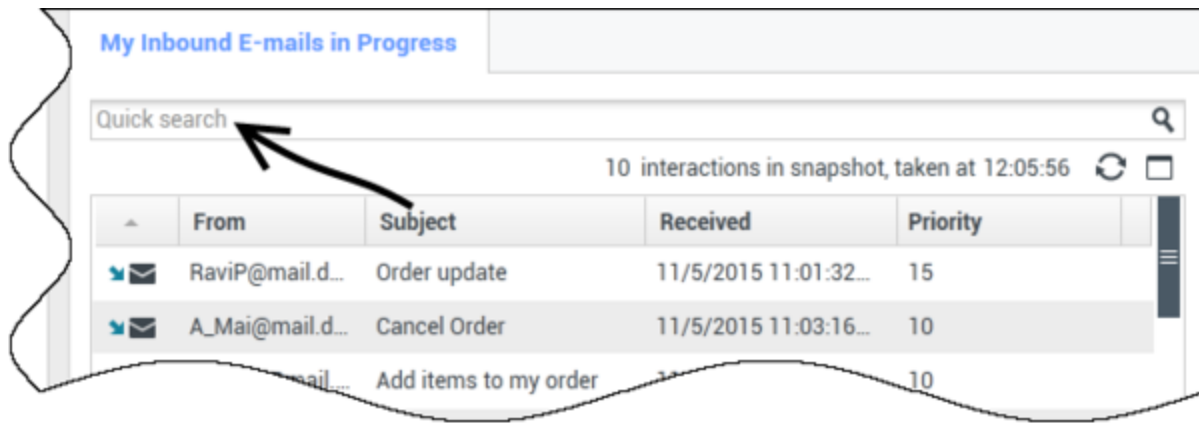 My Inbound E-mails in Progress
Quick search
10 interactions in snapshot, taken at 12:05:56
From Subject Received Priority
RaviP@mail.d... Order update 11/5/2015 11:01:32... 15
A_Mai@mail.d... Cancel Order 11/5/2015 11:03:16... 10
Add items to my order 10